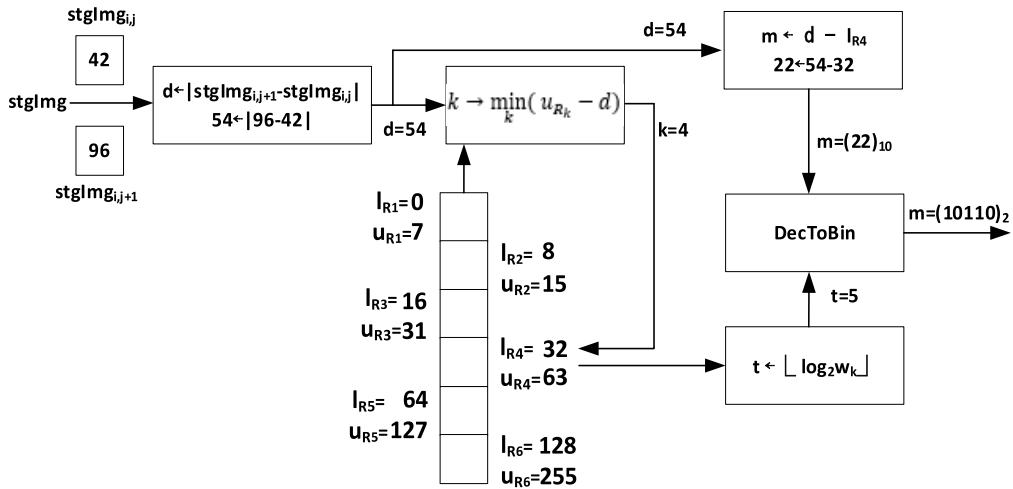 stgImgi,j
42
stgImg
96
stgImgi,j+1
d←|stgImgi,j+1-stgImgi,j|
54←|96-42|
d=54
d=54
k → min k ( uRk − d)
k=4
m ← d − lR4
22←54-32
m=(22)10
DecToBin
m=(10110)2
t=5
t ← ⌊ log2wk⌋
lR1=0
uR1=7
lR2= 8
uR2=15
lR3=16
uR3=31
lR4= 32
uR4=63
lR5= 64
uR5=127
lR6=128
uR6=255